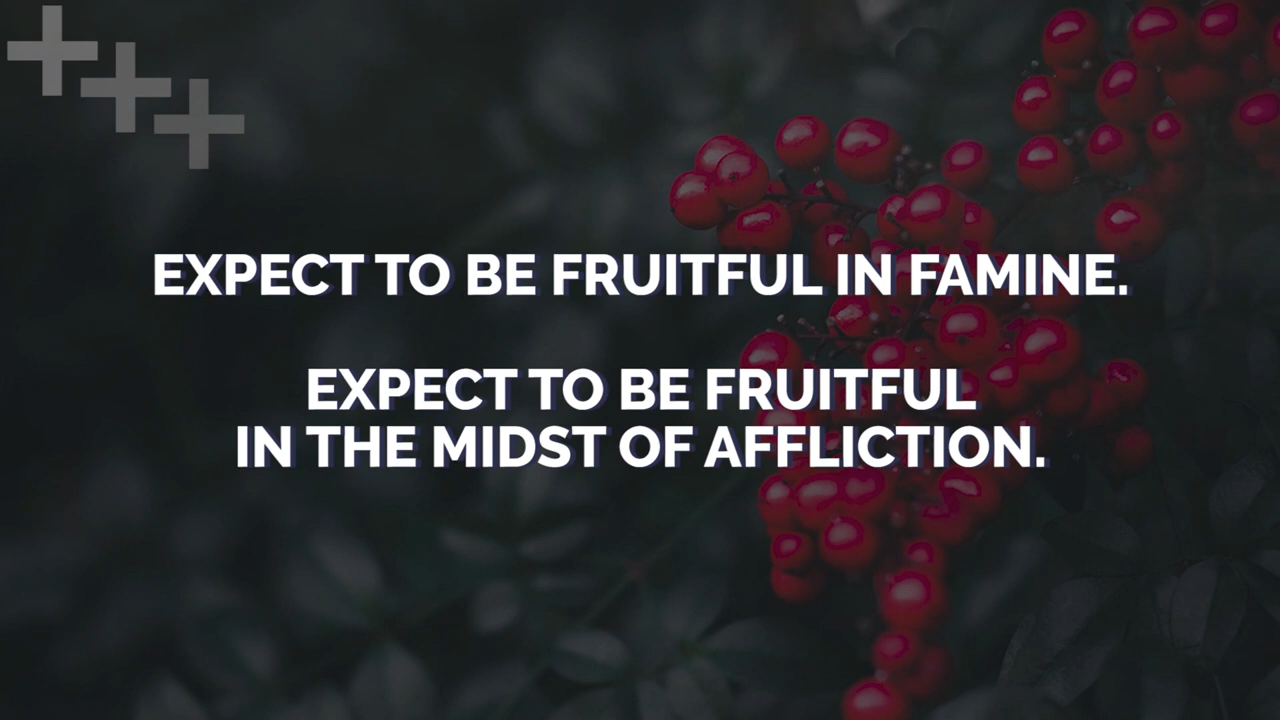 EXPECT TO BE FRUITFUL IN FAMINE.
EXPECT TO BE FRUITFUL
IN THE MIDST OF AFFLICTION.